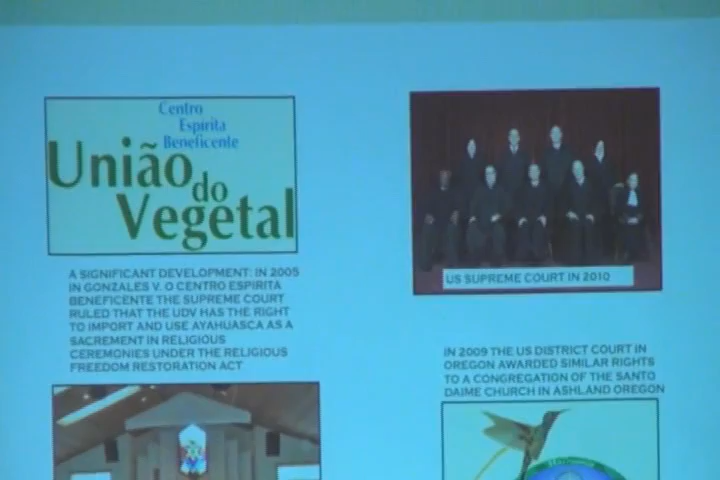 Centro
Espírita
Beneficente
União
do
Vegetal
A SIGNIFICANT DEVELOPMENT: IN 2005
IN GONZALES V. O CENTRO ESPIRITA
BENEFICENTE THE SUPREME COURT
RULED THAT THE UDV HAS THE RIGHT
TO IMPORT AND USE AYAHUASCA AS A
SACREMENT IN RELIGIOUS
CEREMONIES UNDER THE RELIGIOUS
FREEDOM RESTORATION ACT
US SUPREME COURT IN 2010
IN 2009 THE US DISTRICT COURT IN
OREGON AWARDED SIMILAR RIGHTS
TO A CONGREGATION OF THE SANTO
DAIME CHURCH IN ASHLAND OREGON